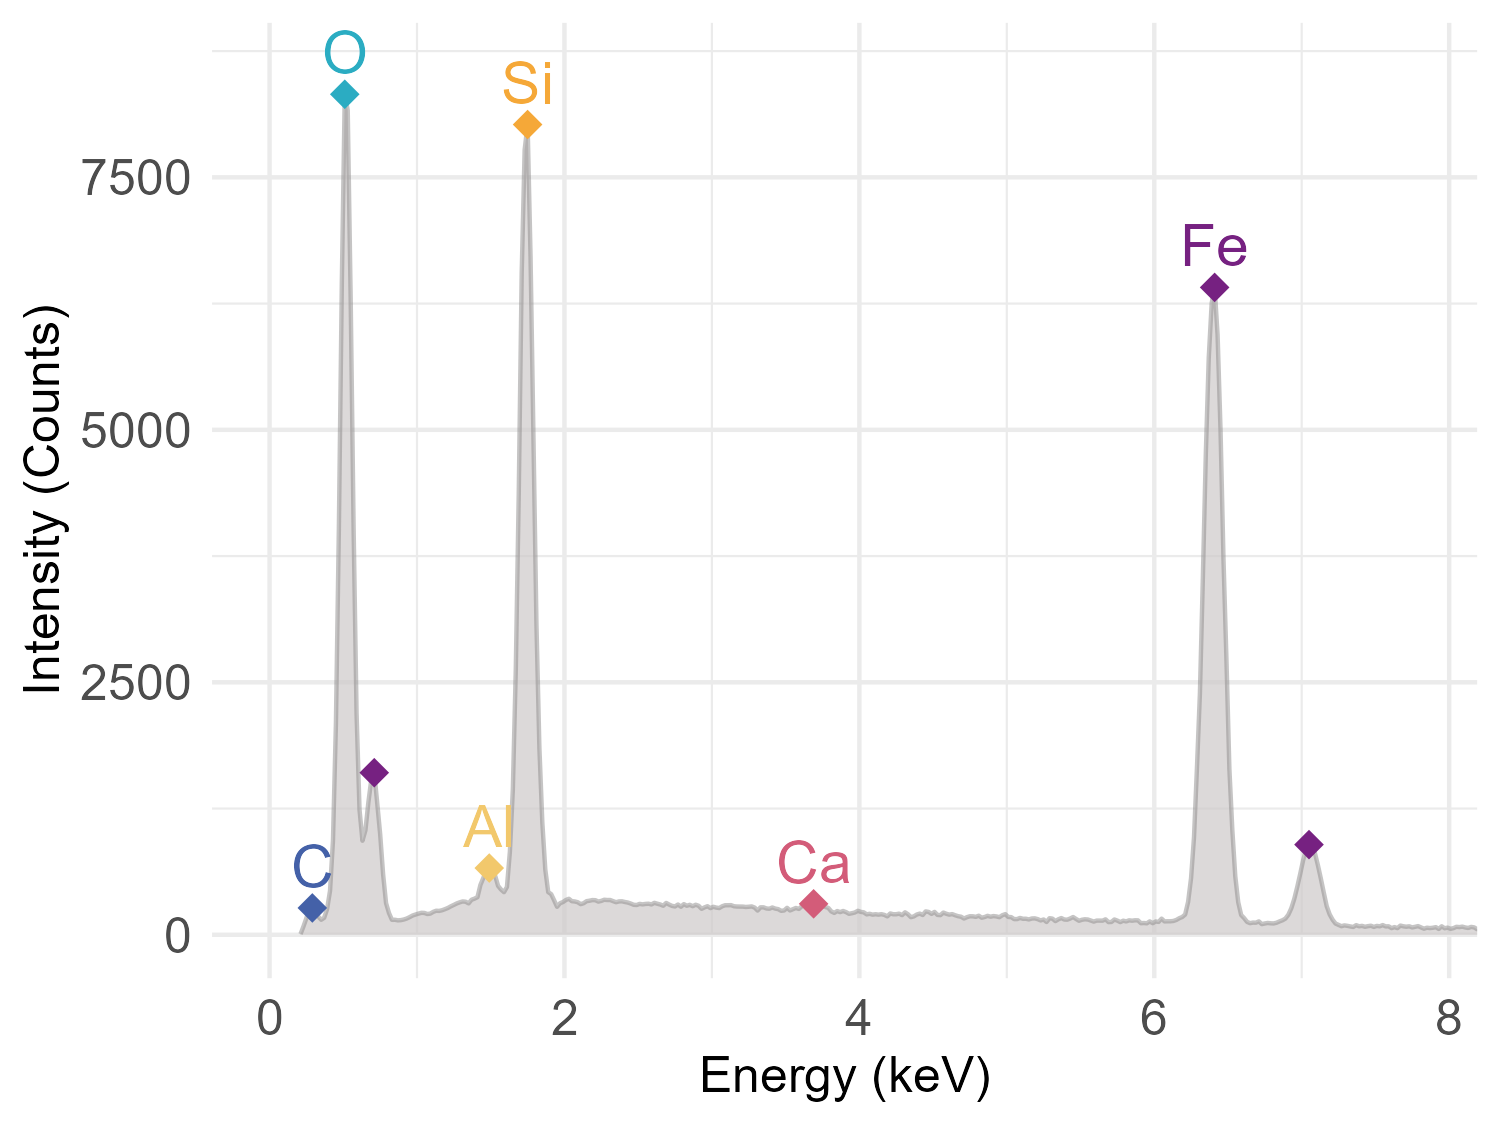 O
Si
Fe
Al
C
Ca
7500
5000
2500
0
0 2 4 6 8
Energy (keV)
Intensity (Counts)